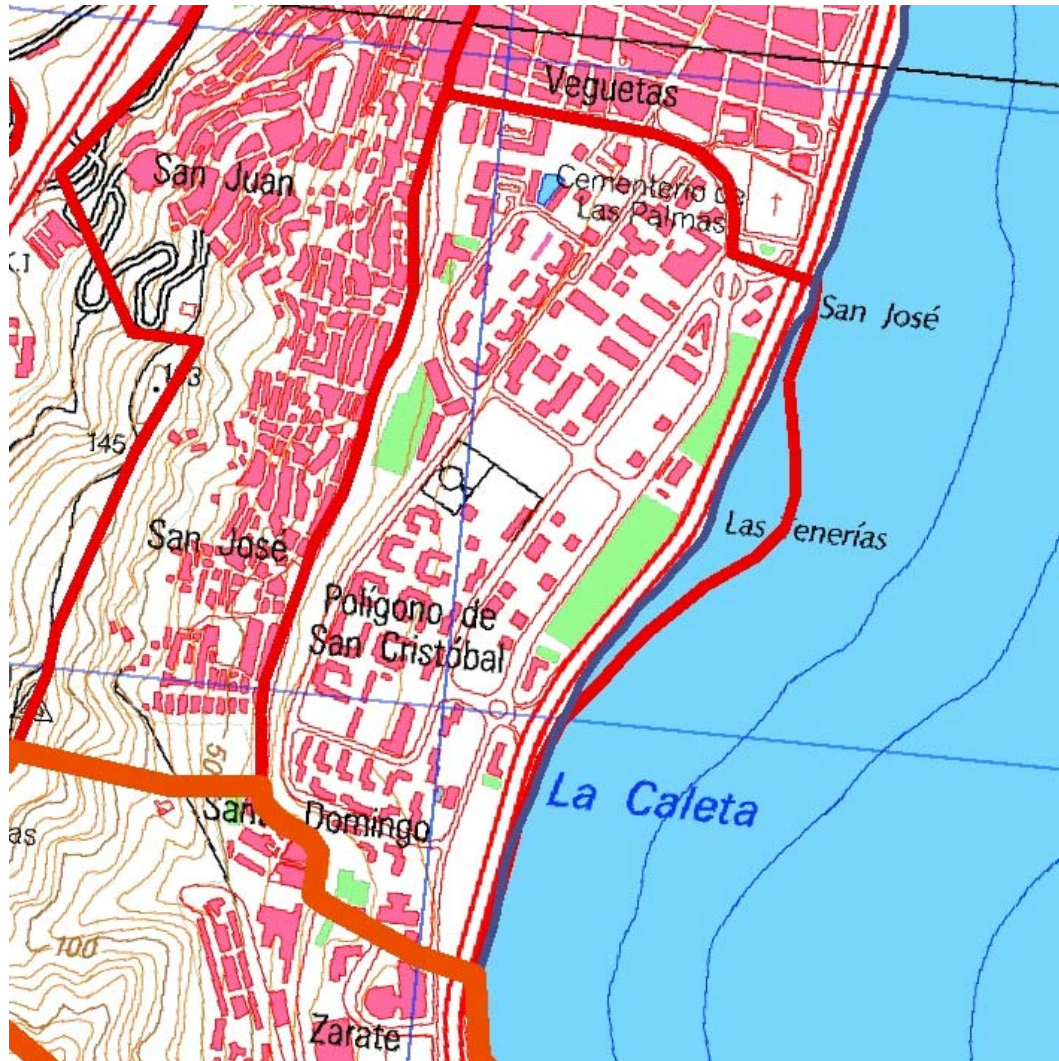 Veguetas
San Juan
Cementerio de
Las Palmas
San José
145
Las Tenerías
San José
Polígono de
San Cristóbal
50
La Caleta
Domingo
as
100
Zarate